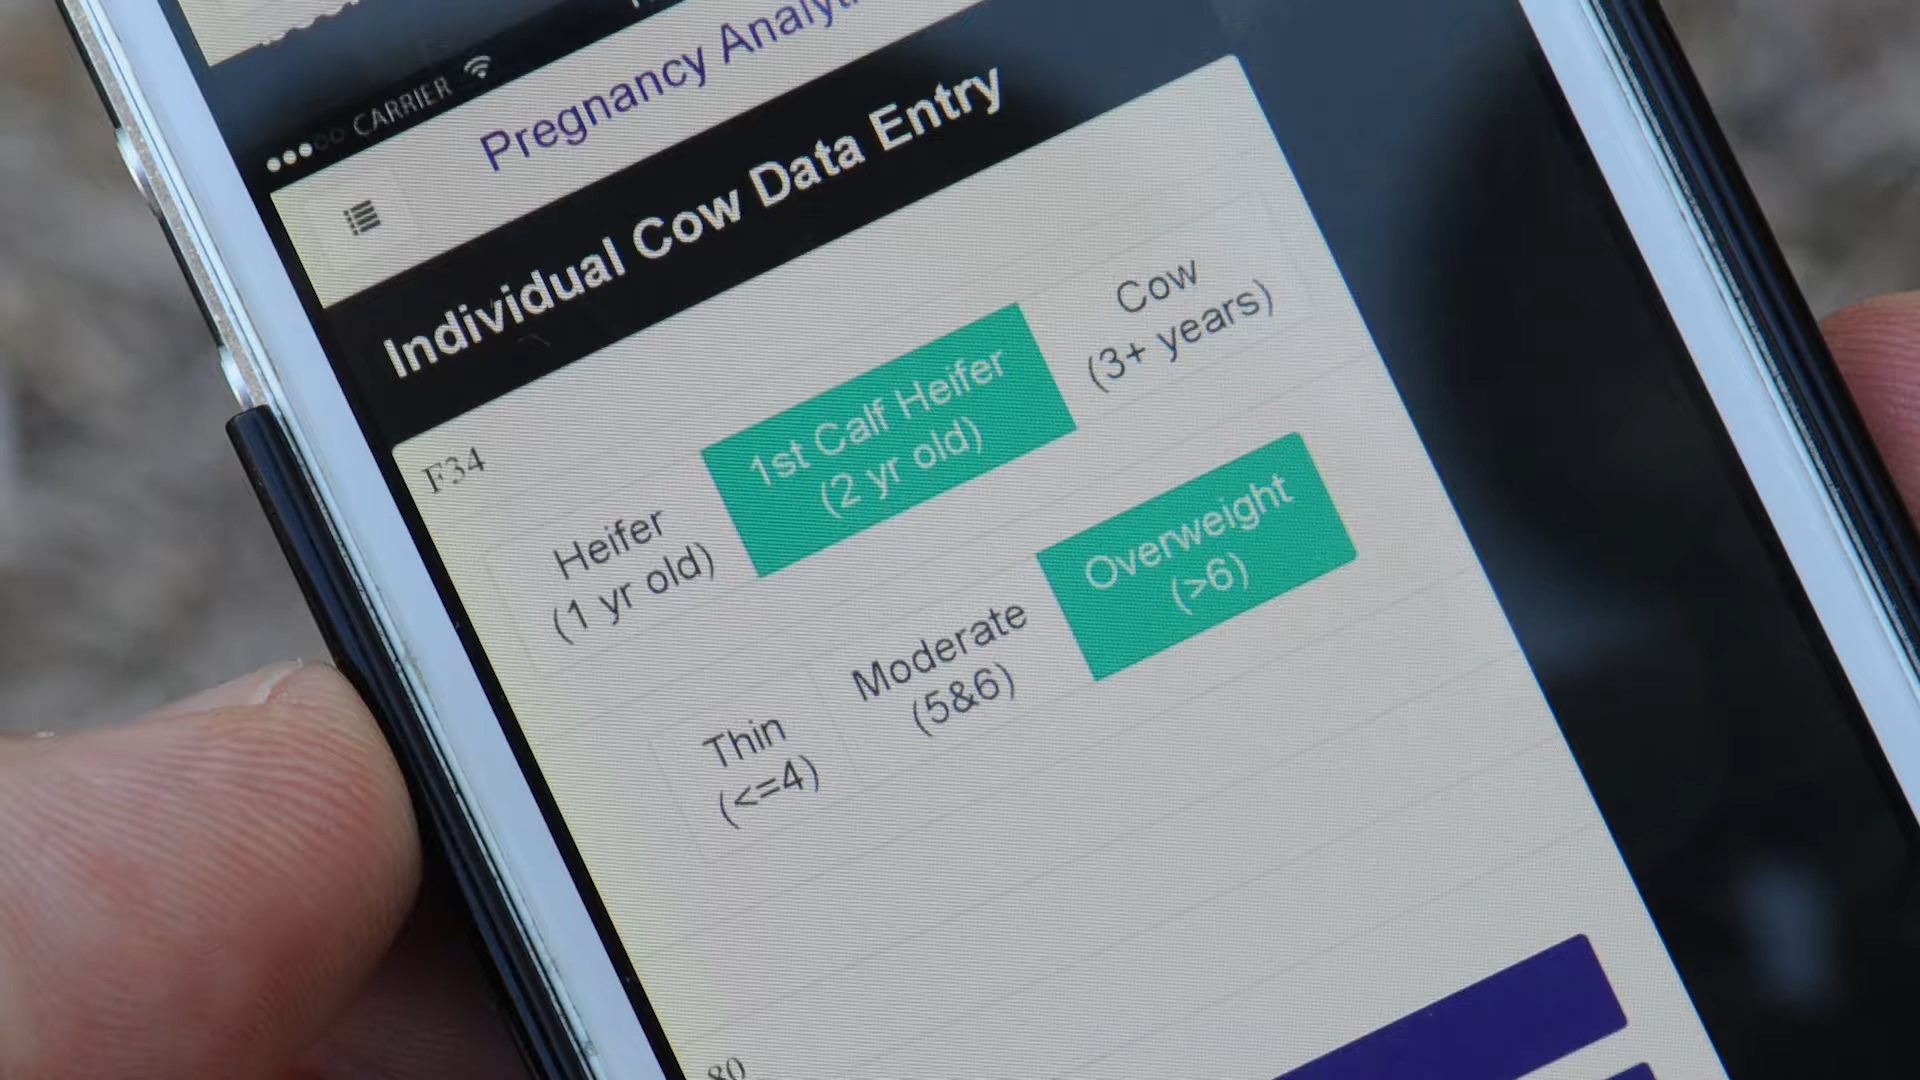 CARRIER
Pregnancy
Individual Cow Data Entry
F34
Heifer
(1 yr old)
1st Calf Heifer
(2 yr old)
Cow
(3+ years)
Thin
(<=4)
Moderate
(5&6)
Overweight
(>6)
80